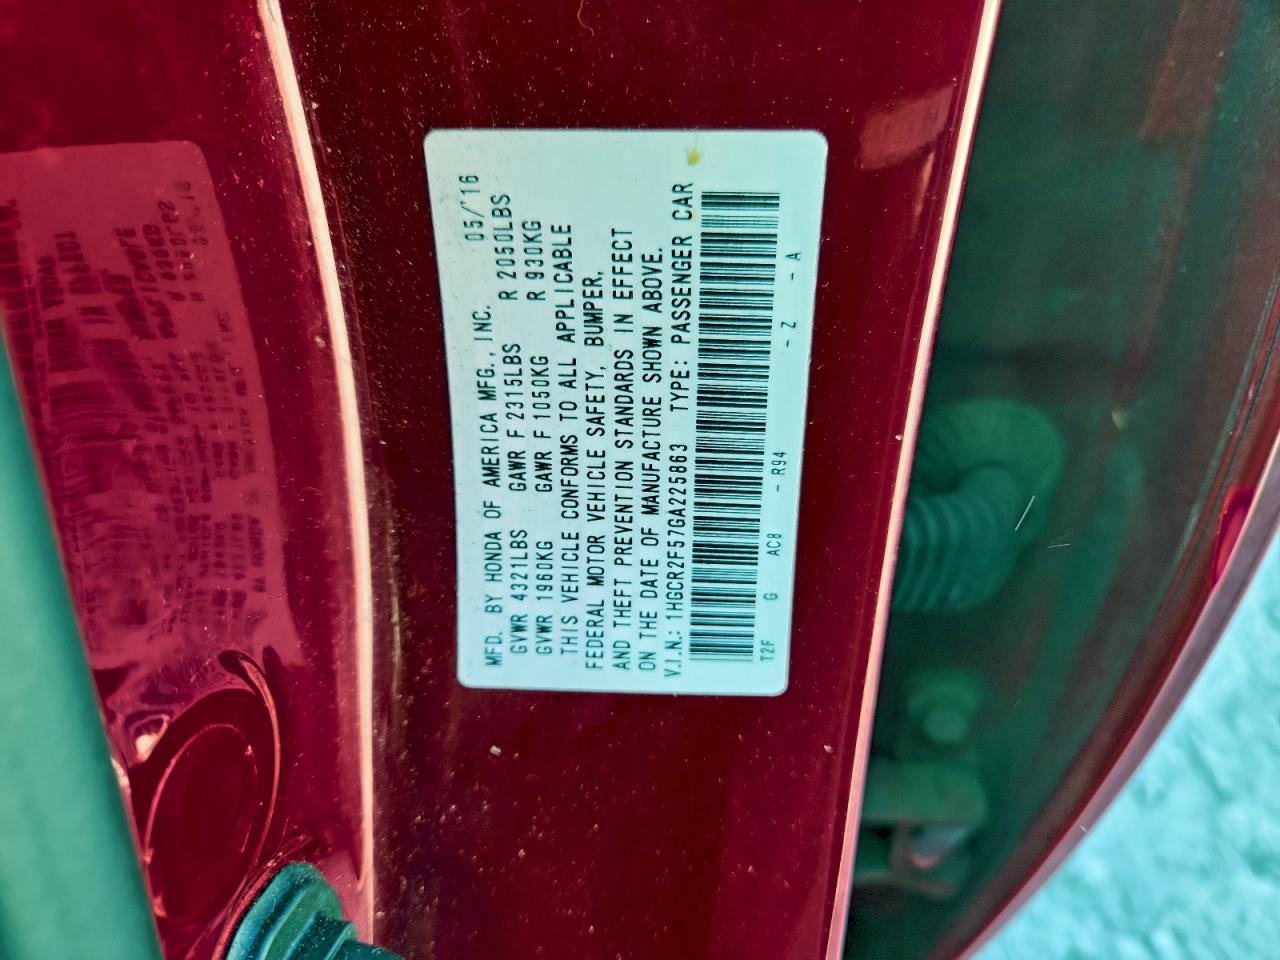 MFD. BY HONDA OF AMERICA MFG., INC. 05/'16
GVWR 4321LBS GAWR F 2315LBS R 2050LBS
GVWR 1960KG GAWR F 1050KG R 930KG
THIS VEHICLE CONFORMS TO ALL APPLICABLE
FEDERAL MOTOR VEHICLE SAFETY, BUMPER,
AND THEFT PREVENTION STANDARDS IN EFFECT
ON THE DATE OF MANUFACTURE SHOWN ABOVE.
V.I.N.: 1HGCR2F57GA225863 TYPE: PASSENGER CAR
T2F G AC8 - R94 - Z - A